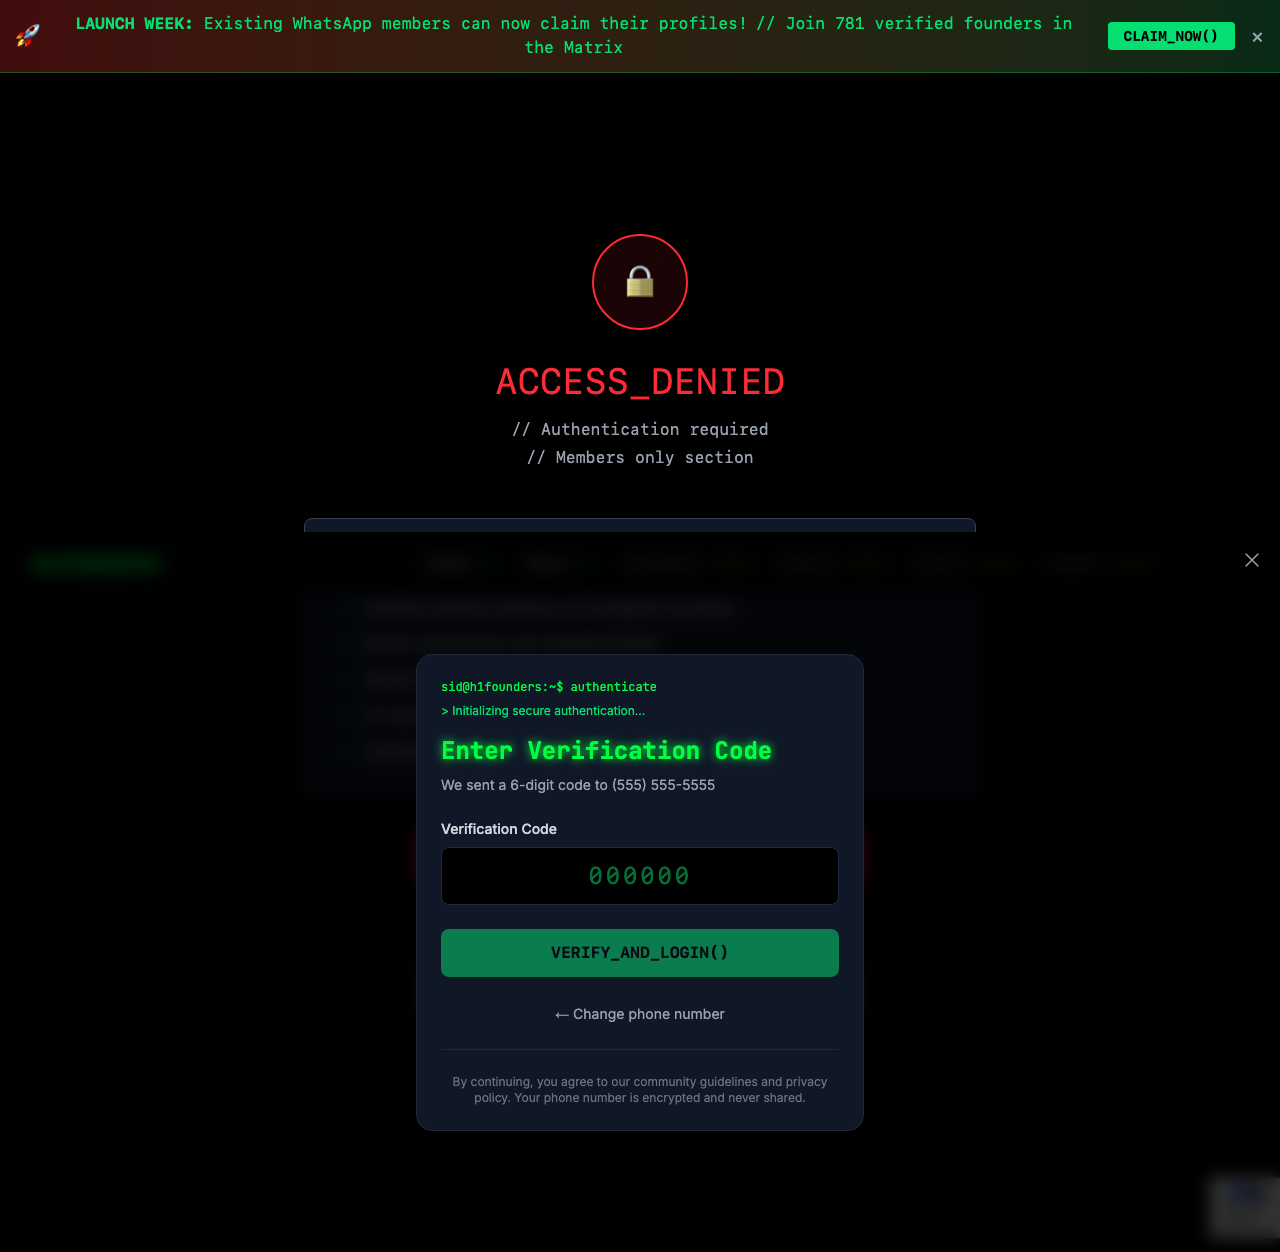 LAUNCH WEEK: Existing WhatsApp members can now claim their profiles! // Join 781 verified founders in
the Matrix
CLAIM_NOW()
×
ACCESS_DENIED
// Authentication required
// Members only section
sid@h1founders:~$ authenticate
> Initializing secure authentication...
Enter Verification Code
We sent a 6-digit code to (555) 555-5555
Verification Code
000000
VERIFY_AND_LOGIN()
← Change phone number
By continuing, you agree to our community guidelines and privacy
policy. Your phone number is encrypted and never shared.